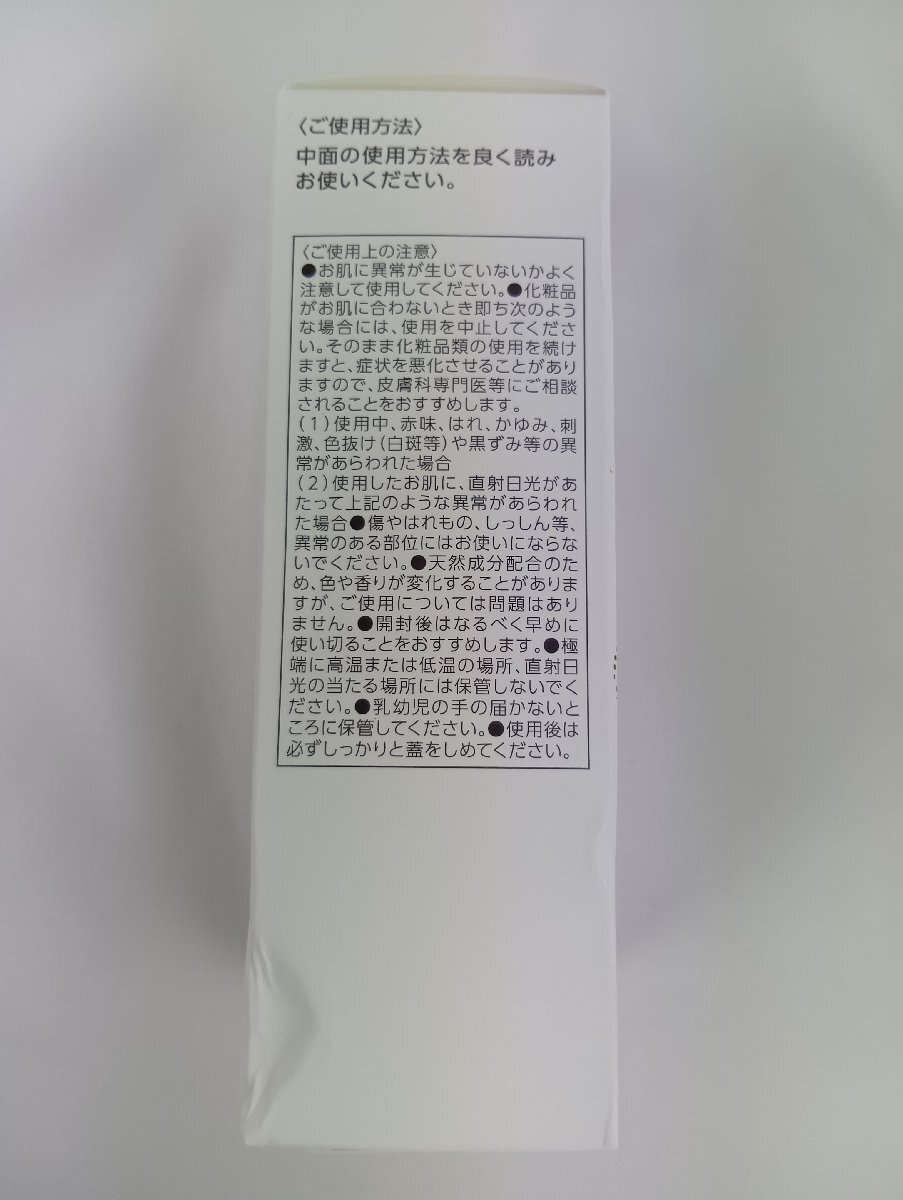 〈ご使用方法〉
中面の使用方法を良く読み
お使いください。
〈ご使用上の注意〉
●お肌に異常が生じていないかよく
注意して使用してください。●化粧品
がお肌に合わないとき即ち次のよう
な場合には、使用を中止してくださ
い。そのまま化粧品類の使用を続け
ますと、症状を悪化させることがあり
ますので、皮膚科専門医等にご相談
されることをおすすめします。
(1)使用中、赤味、はれ、かゆみ、刺
激、色抜け(白斑等)や黒ずみ等の異
常があらわれた場合
(2)使用したお肌に、直射日光があ
たって上記のような異常があらわれ
た場合●傷やはれもの、しっしん等、
異常のある部位にはお使いにならな
いでください。●天然成分配合のた
め、色や香りが変化することがありま
すが、ご使用については問題はあり
ません。●開封後はなるべく早めに
使い切ることをおすすめします。●極
端に高温または低温の場所、直射日
光の当たる場所には保管しないでく
ださい。●乳幼児の手の届かないと
ころに保管してください。●使用後は
必ずしっかりと蓋をしめてください。